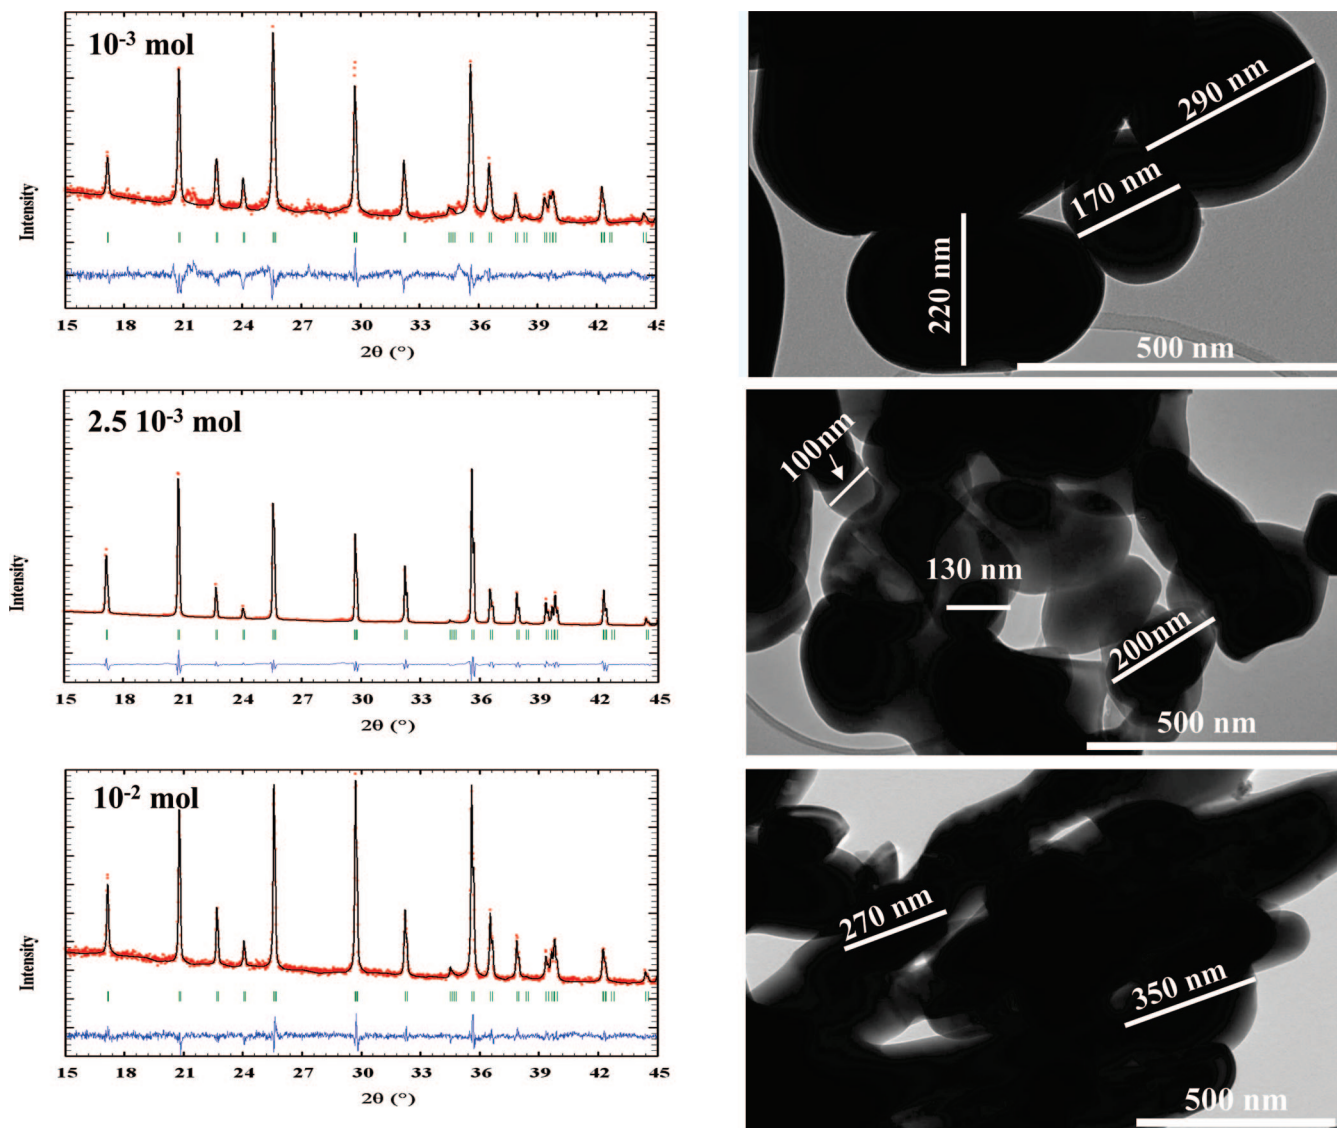 10⁻³ mol
Intensity
15 18 21 24 27 30 33 36 39 42 45
2θ (°)
290 nm
170 nm
220 nm
500 nm
2.5 10⁻³ mol
Intensity
15 18 21 24 27 30 33 36 39 42 45
2θ (°)
100nm
130 nm
200nm
500 nm
10⁻² mol
Intensity
15 18 21 24 27 30 33 36 39 42 45
2θ (°)
270 nm
350 nm
500 nm